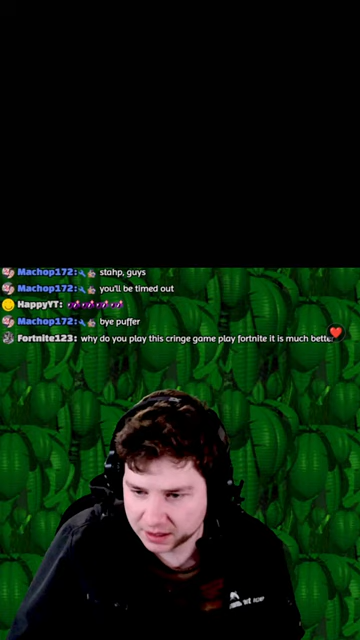 Machop172: stahp, guys
Machop172: you'll be timed out
HappyYT:
Machop172: bye puffer
Fortnite123: why do you play this cringe game play fortnite it is much better